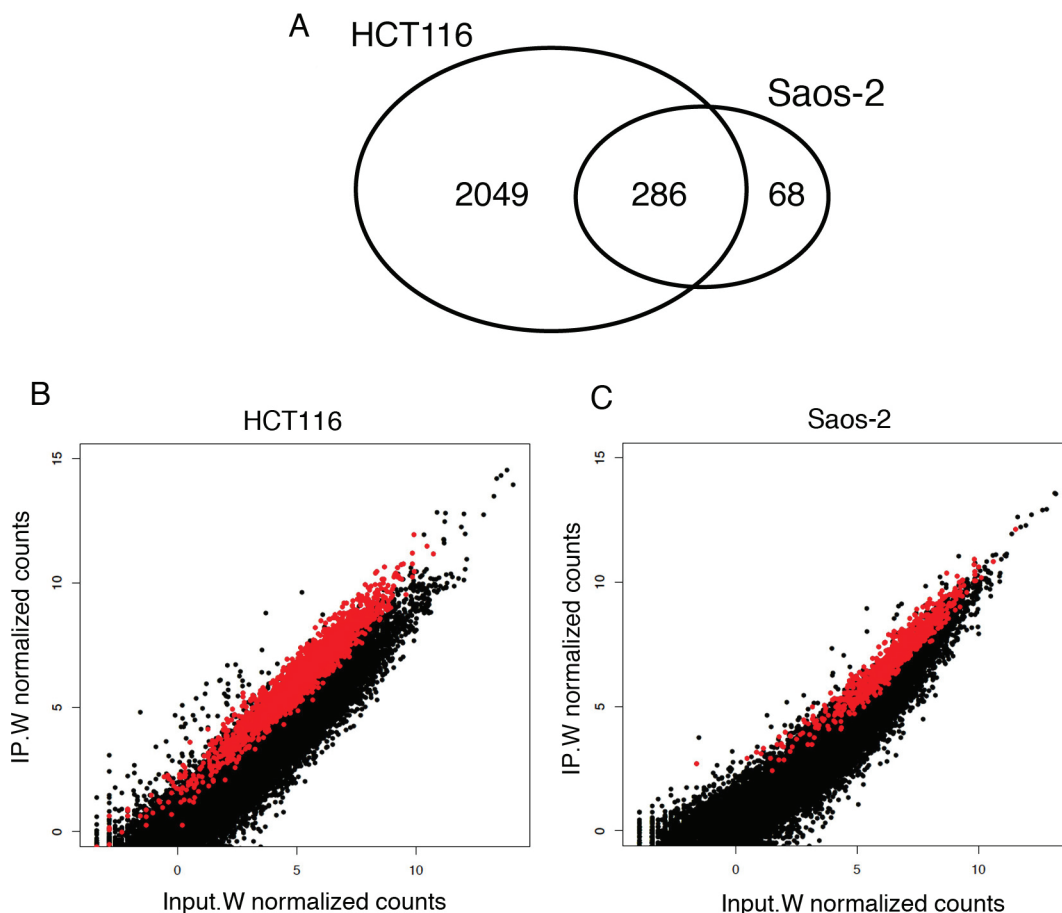 A
HCT116
Saos-2
2049 286 68
B
HCT116
IP.W normalized counts
15
10
5
0
0 5 10
Input.W normalized counts
C
Saos-2
IP.W normalized counts
15
10
5
0
0 5 10
Input.W normalized counts